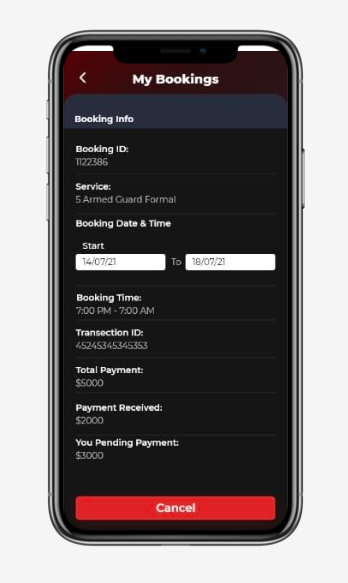 My Bookings
Booking Info
Booking ID:
1122386
Service:
5 Armed Guard Formal
Booking Date & Time
Start
14/07/21 To 18/07/21
Booking Time:
7:00 PM - 7:00 AM
Transection ID:
45245345345353
Total Payment:
$5000
Payment Received:
$2000
You Pending Payment:
$3000
Cancel